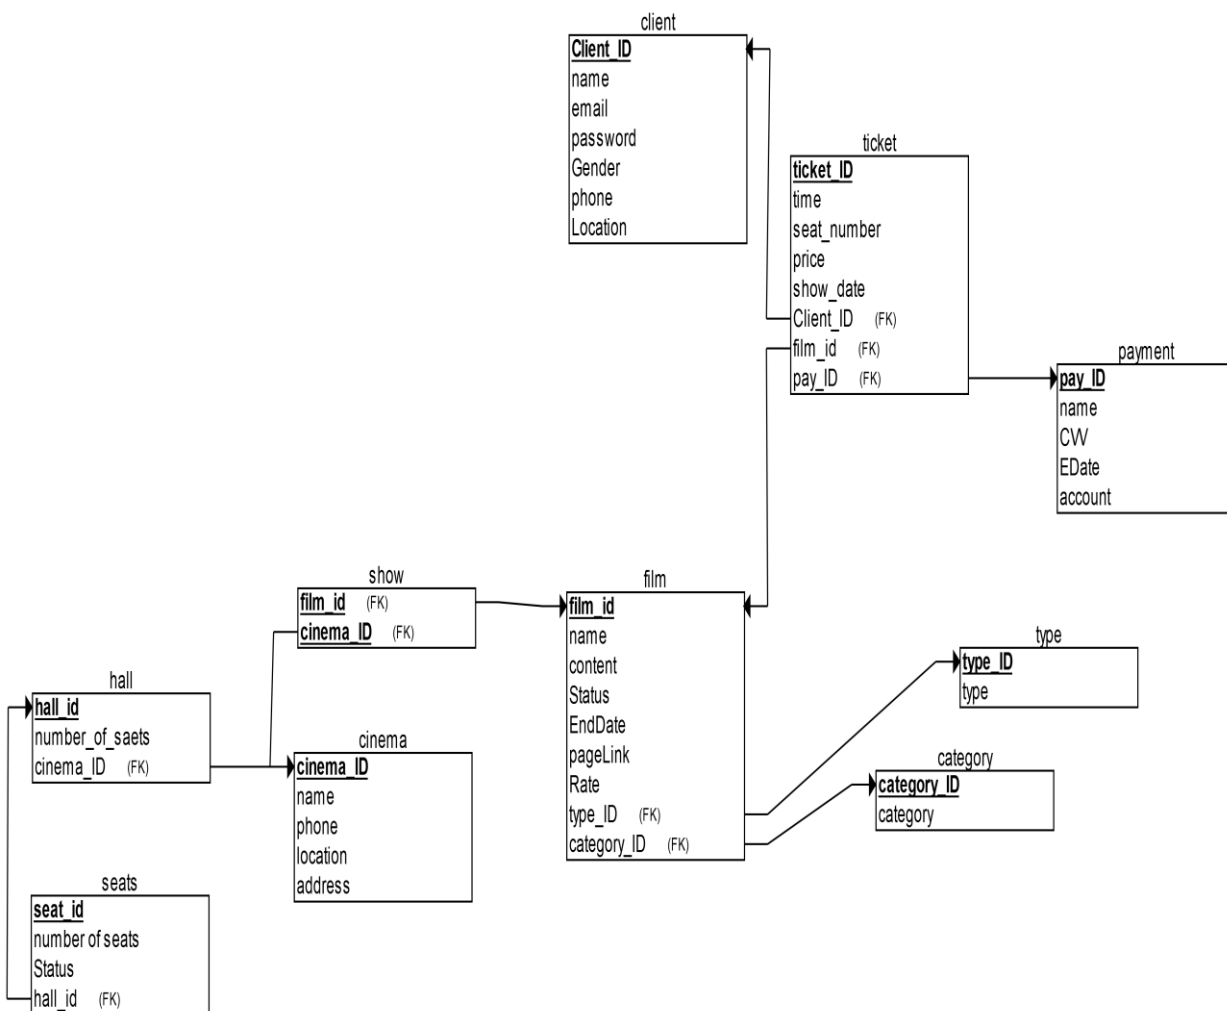 client
Client_ID
name
email
password
Gender
phone
Location
ticket
ticket_ID
time
seat_number
price
show_date
Client_ID (FK)
film_id (FK)
pay_ID (FK)
payment
pay_ID
name
CVV
EDate
account
show
film_id (FK)
cinema_ID (FK)
film
film_id
name
content
Status
EndDate
pageLink
Rate
type_ID (FK)
category_ID (FK)
type
type_ID
type
category
category_ID
category
hall
hall_id
number_of_saets
cinema_ID (FK)
cinema
cinema_ID
name
phone
location
address
seats
seat_id
number of seats
Status
hall_id (FK)